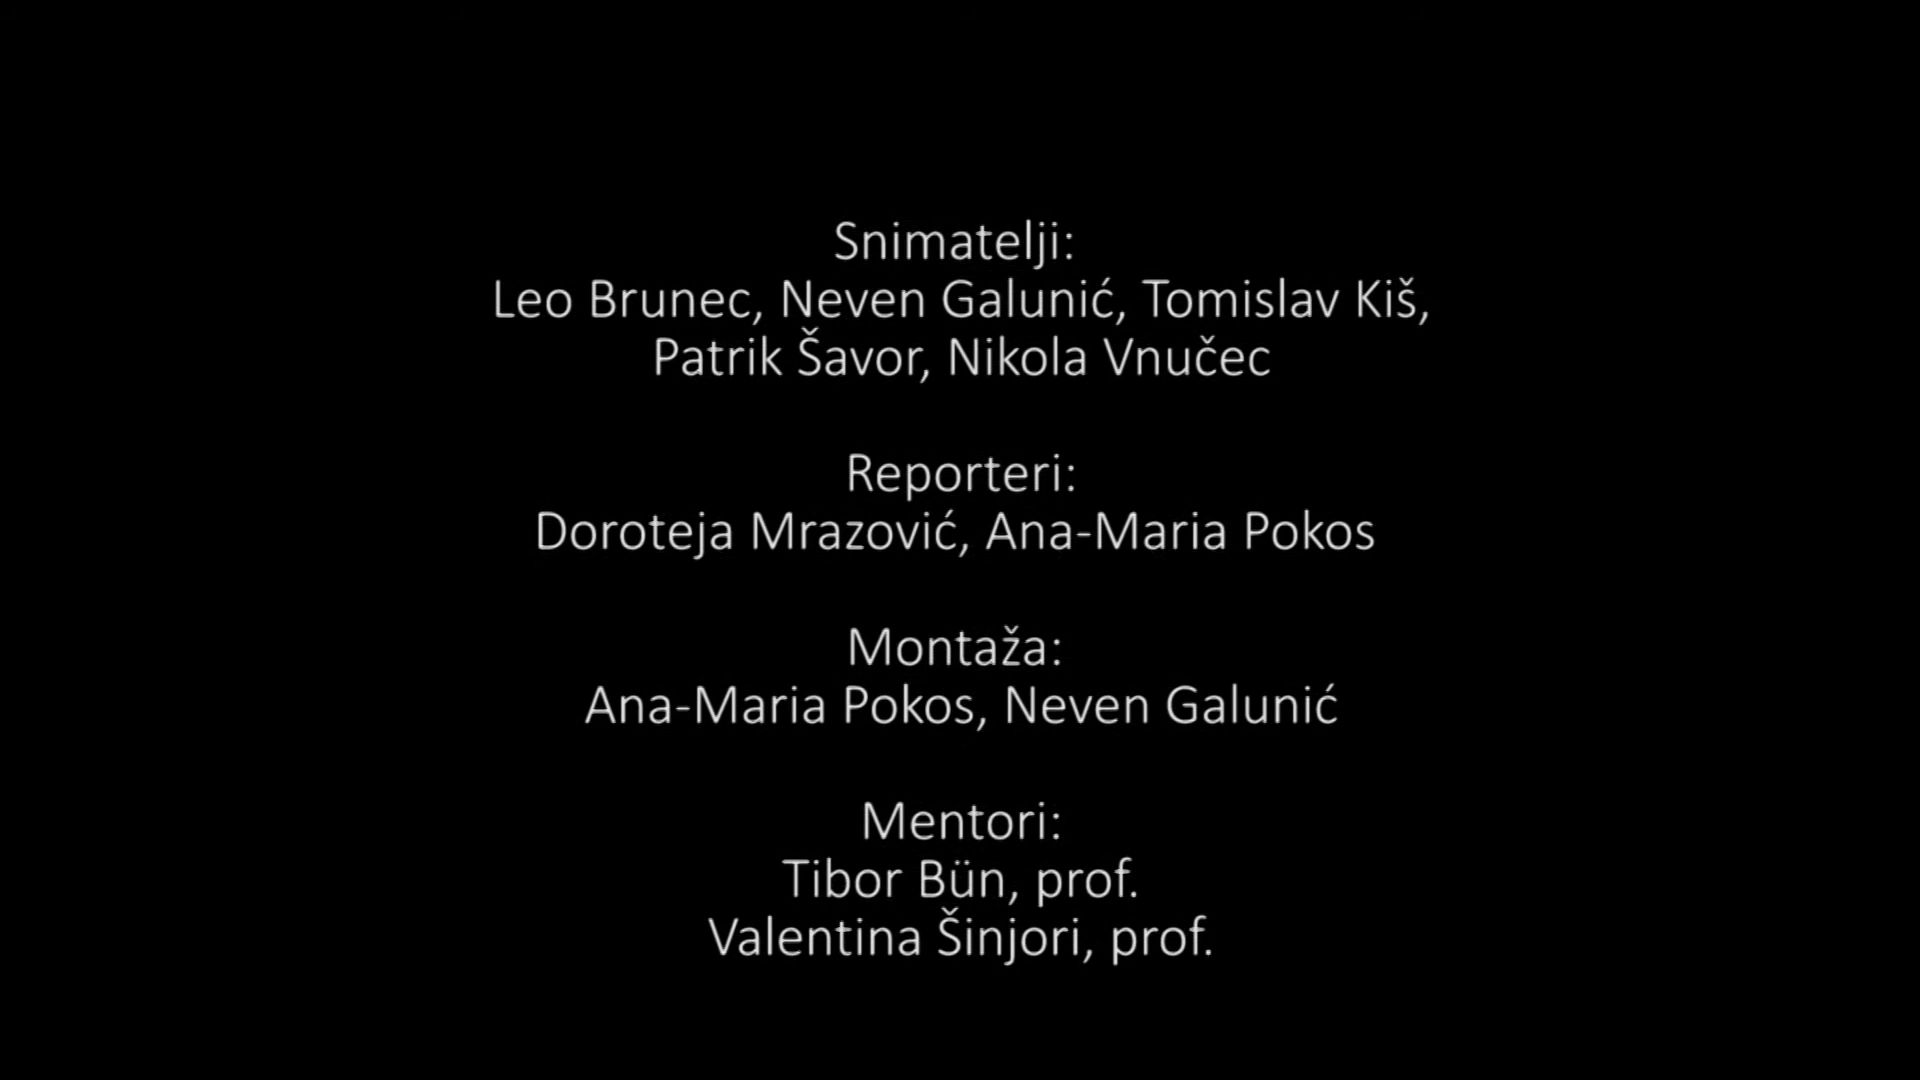 Snimatelji:
Leo Brunec, Neven Galunić, Tomislav Kiš,
Patrik Šavor, Nikola Vnučec
Reporteri:
Doroteja Mrazović, Ana-Maria Pokos
Montaža:
Ana-Maria Pokos, Neven Galunić
Mentori:
Tibor Bün, prof.
Valentina Šinjori, prof.